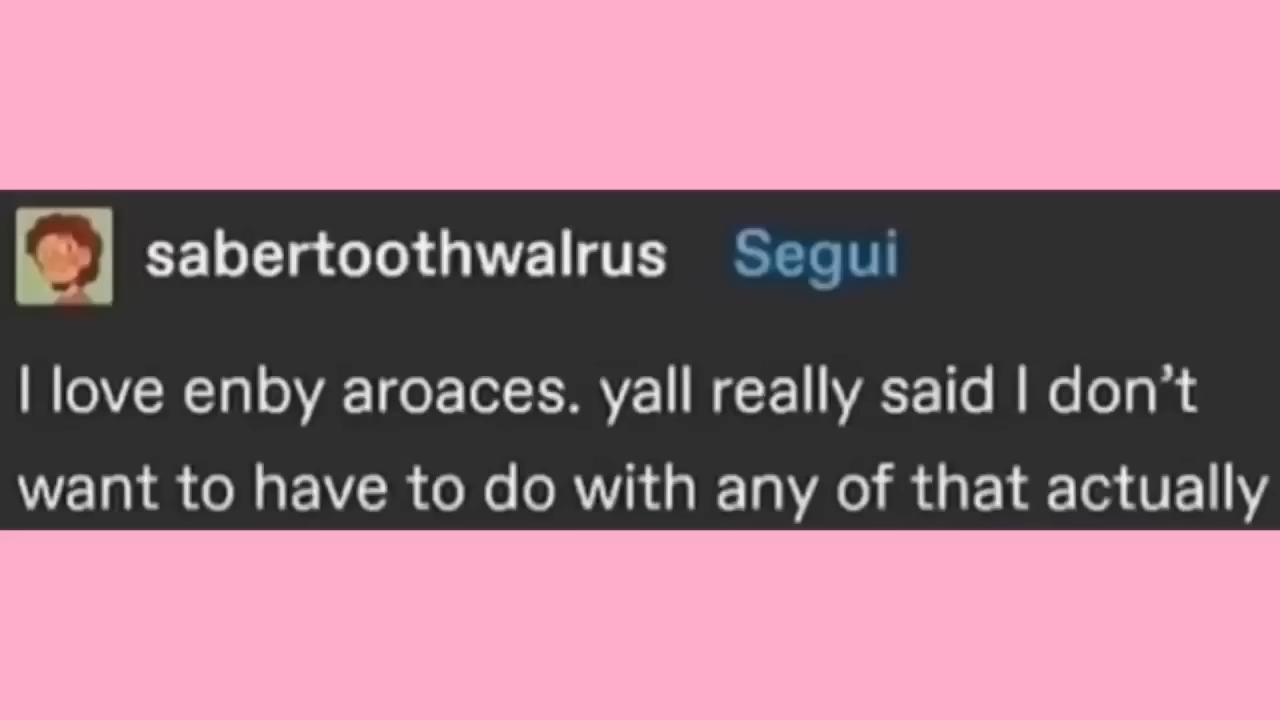 sabertoothwalrus Segui
I love enby aroaces. yall really said I don't
want to have to do with any of that actually